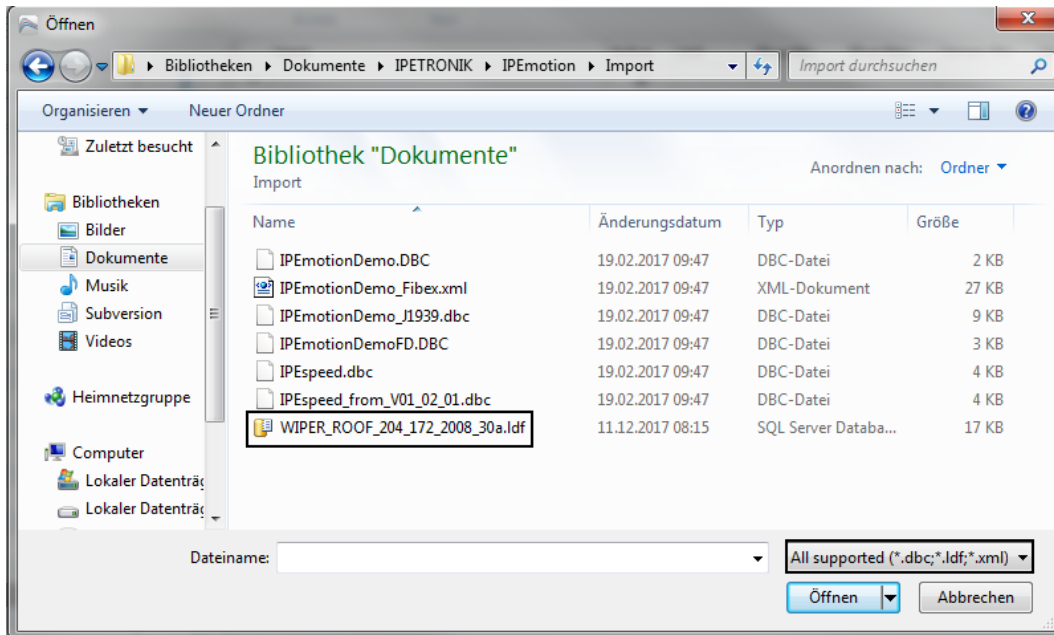 Öffnen
Bibliotheken Dokumente IPETRONIK IPEmotion Import Import durchsuchen
Organisieren Neuer Ordner
Zuletzt besucht
Bibliotheken
Bilder
Dokumente
Musik
Subversion
Videos
Heimnetzgruppe
Computer
Lokaler Datenträg
Lokaler Datenträg
Bibliothek "Dokumente"
Import
Anordnen nach: Ordner
Name Änderungsdatum Typ Größe
IPEmotionDemo.DBC 19.02.2017 09:47 DBC-Datei 2 KB
IPEmotionDemo_Fibex.xml 19.02.2017 09:47 XML-Dokument 27 KB
IPEmotionDemo_J1939.dbc 19.02.2017 09:47 DBC-Datei 9 KB
IPEmotionDemoFD.DBC 19.02.2017 09:47 DBC-Datei 3 KB
IPEspeed.dbc 19.02.2017 09:47 DBC-Datei 4 KB
IPEspeed_from_V01_02_01.dbc 19.02.2017 09:47 DBC-Datei 4 KB
WIPER_ROOF_204_172_2008_30a.ldf 11.12.2017 08:15 SQL Server Databa... 17 KB
Dateiname: All supported (*.dbc;*.ldf;*.xml)
Öffnen Abbrechen